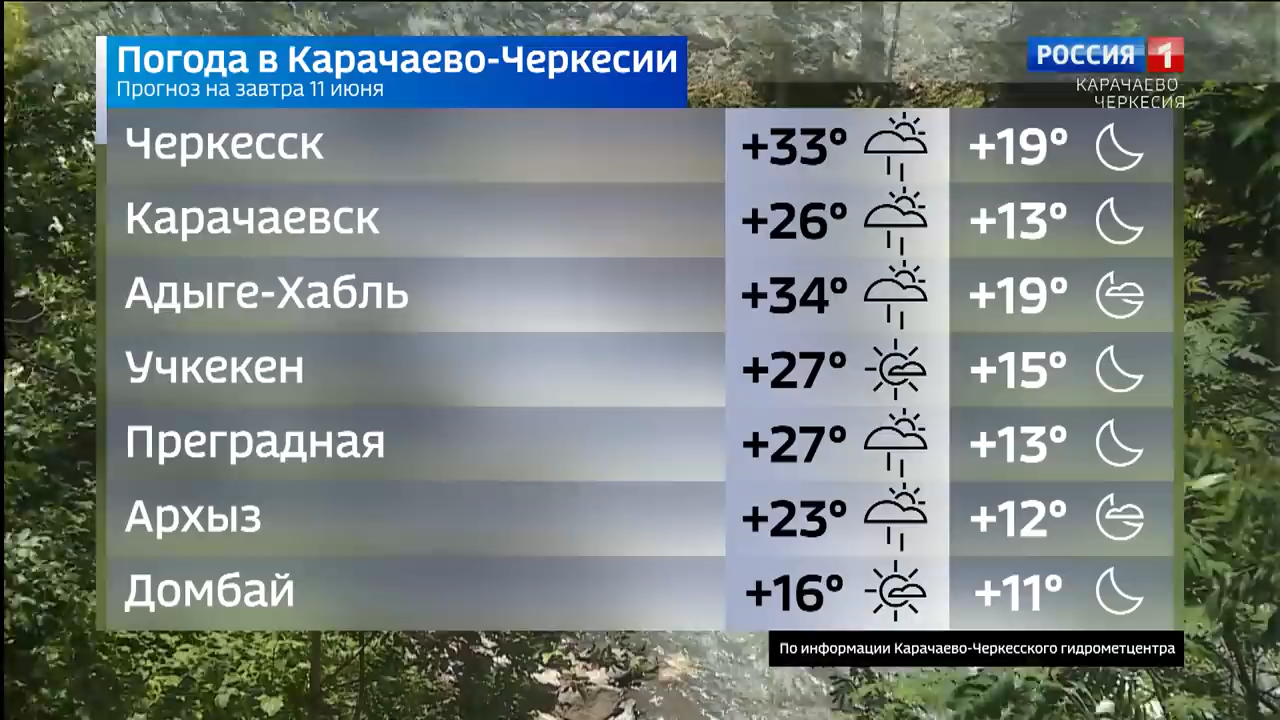 Погода в Карачаево-Черкесии
Прогноз на завтра 11 июня
РОССИЯ 1
КАРАЧАЕВО
ЧЕРКЕСИЯ
Черкесск +33° +19°
Карачаевск +26° +13°
Адыге-Хабль +34° +19°
Учкекен +27° +15°
Преградная +27° +13°
Архыз +23° +12°
Домбай +16° +11°
По информации Карачаево-Черкесского гидрометцентра